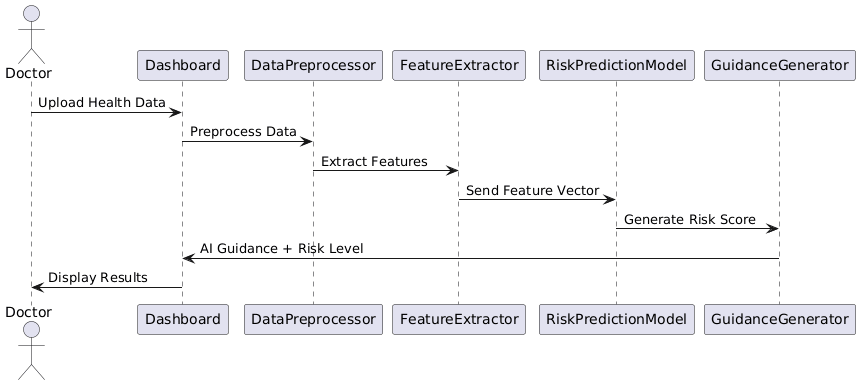 Doctor
Dashboard
DataPreprocessor
FeatureExtractor
RiskPredictionModel
GuidanceGenerator
Upload Health Data
Preprocess Data
Extract Features
Send Feature Vector
Generate Risk Score
AI Guidance + Risk Level
Display Results
Doctor
Dashboard
DataPreprocessor
FeatureExtractor
RiskPredictionModel
GuidanceGenerator